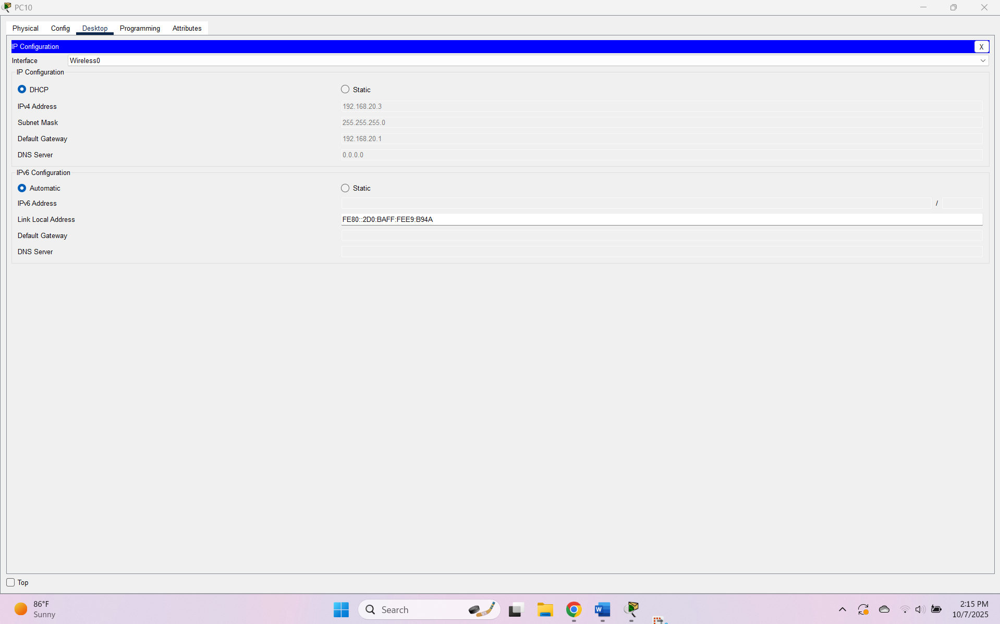 PC10
Physical Config Desktop Programming Attributes
IP Configuration X
Interface Wireless0
IP Configuration
DHCP Static
IPv4 Address 192.168.20.3
Subnet Mask 255.255.255.0
Default Gateway 192.168.20.1
DNS Server 0.0.0.0
IPv6 Configuration
Automatic Static
IPv6 Address /
Link Local Address FE80::2D0:BAFF:FEE9:B94A
Default Gateway
DNS Server
Top
86°F
Sunny
Search
W
2:15 PM
10/7/2025